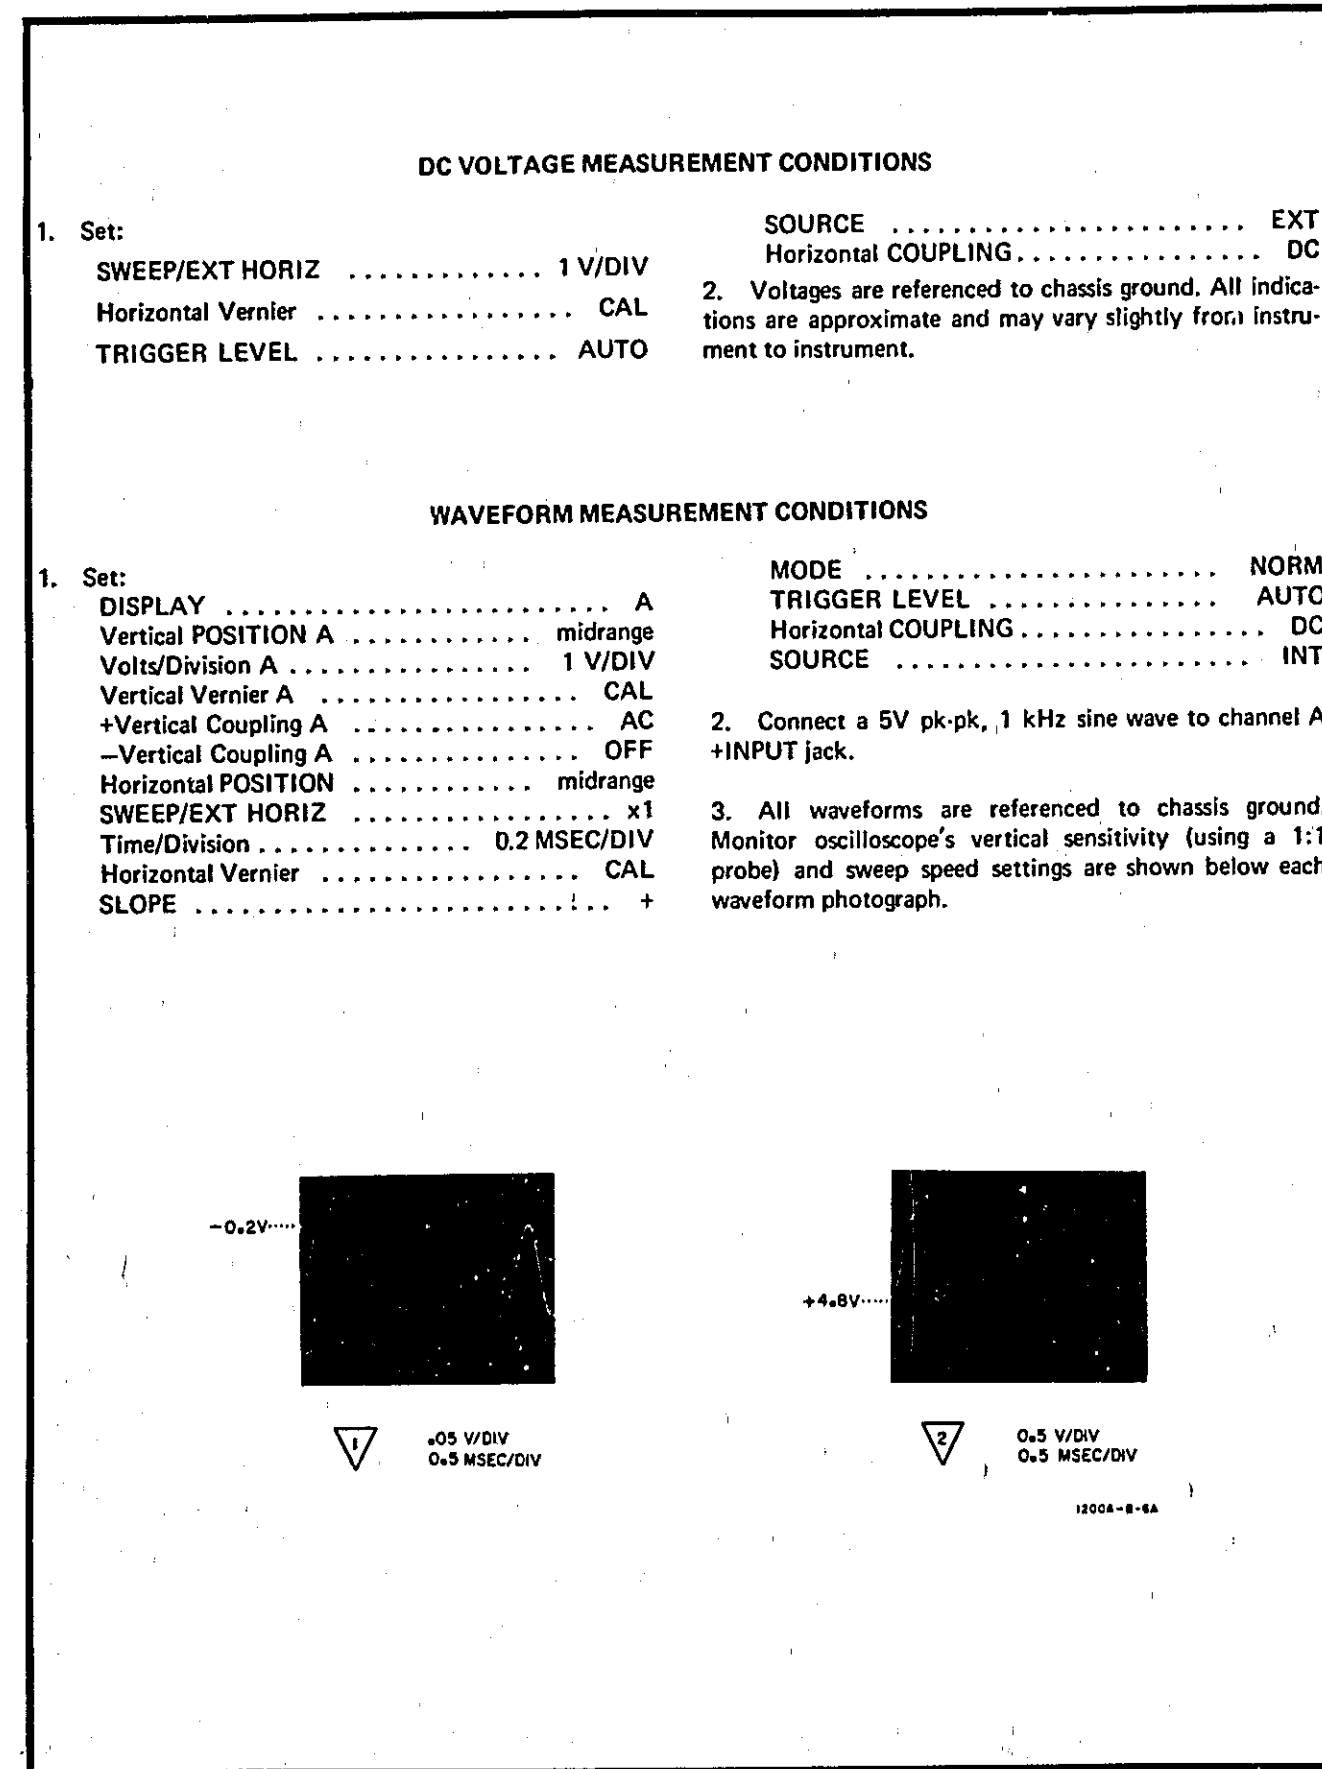 DC VOLTAGE MEASUREMENT CONDITIONS
1. Set:
SWEEP/EXT HORIZ ............. 1 V/DIV
Horizontal Vernier ................. CAL
TRIGGER LEVEL ................ AUTO
SOURCE ....................... EXT
Horizontal COUPLING................ DC
2. Voltages are referenced to chassis ground. All indica-
tions are approximate and may vary slightly from instru-
ment to instrument.
WAVEFORM MEASUREMENT CONDITIONS
1. Set:
DISPLAY ......................... A
Vertical POSITION A ............ midrange
Volts/Division A ................ 1 V/DIV
Vertical Vernier A ................. CAL
+Vertical Coupling A ............... AC
−Vertical Coupling A ............... OFF
Horizontal POSITION ............ midrange
SWEEP/EXT HORIZ ................. x1
Time/Division .............. 0.2 MSEC/DIV
Horizontal Vernier ................. CAL
SLOPE ........................... +
MODE ....................... NORM
TRIGGER LEVEL ............... AUTO
Horizontal COUPLING................ DC
SOURCE ....................... INT
2. Connect a 5V pk-pk, 1 kHz sine wave to channel A
+INPUT jack.
3. All waveforms are referenced to chassis ground.
Monitor oscilloscope's vertical sensitivity (using a 1:1
probe) and sweep speed settings are shown below each
waveform photograph.
−0.2V.....
+4.8V.....
1
.05 V/DIV
0.5 MSEC/DIV
2
0.5 V/DIV
0.5 MSEC/DIV
1200A-B-6A